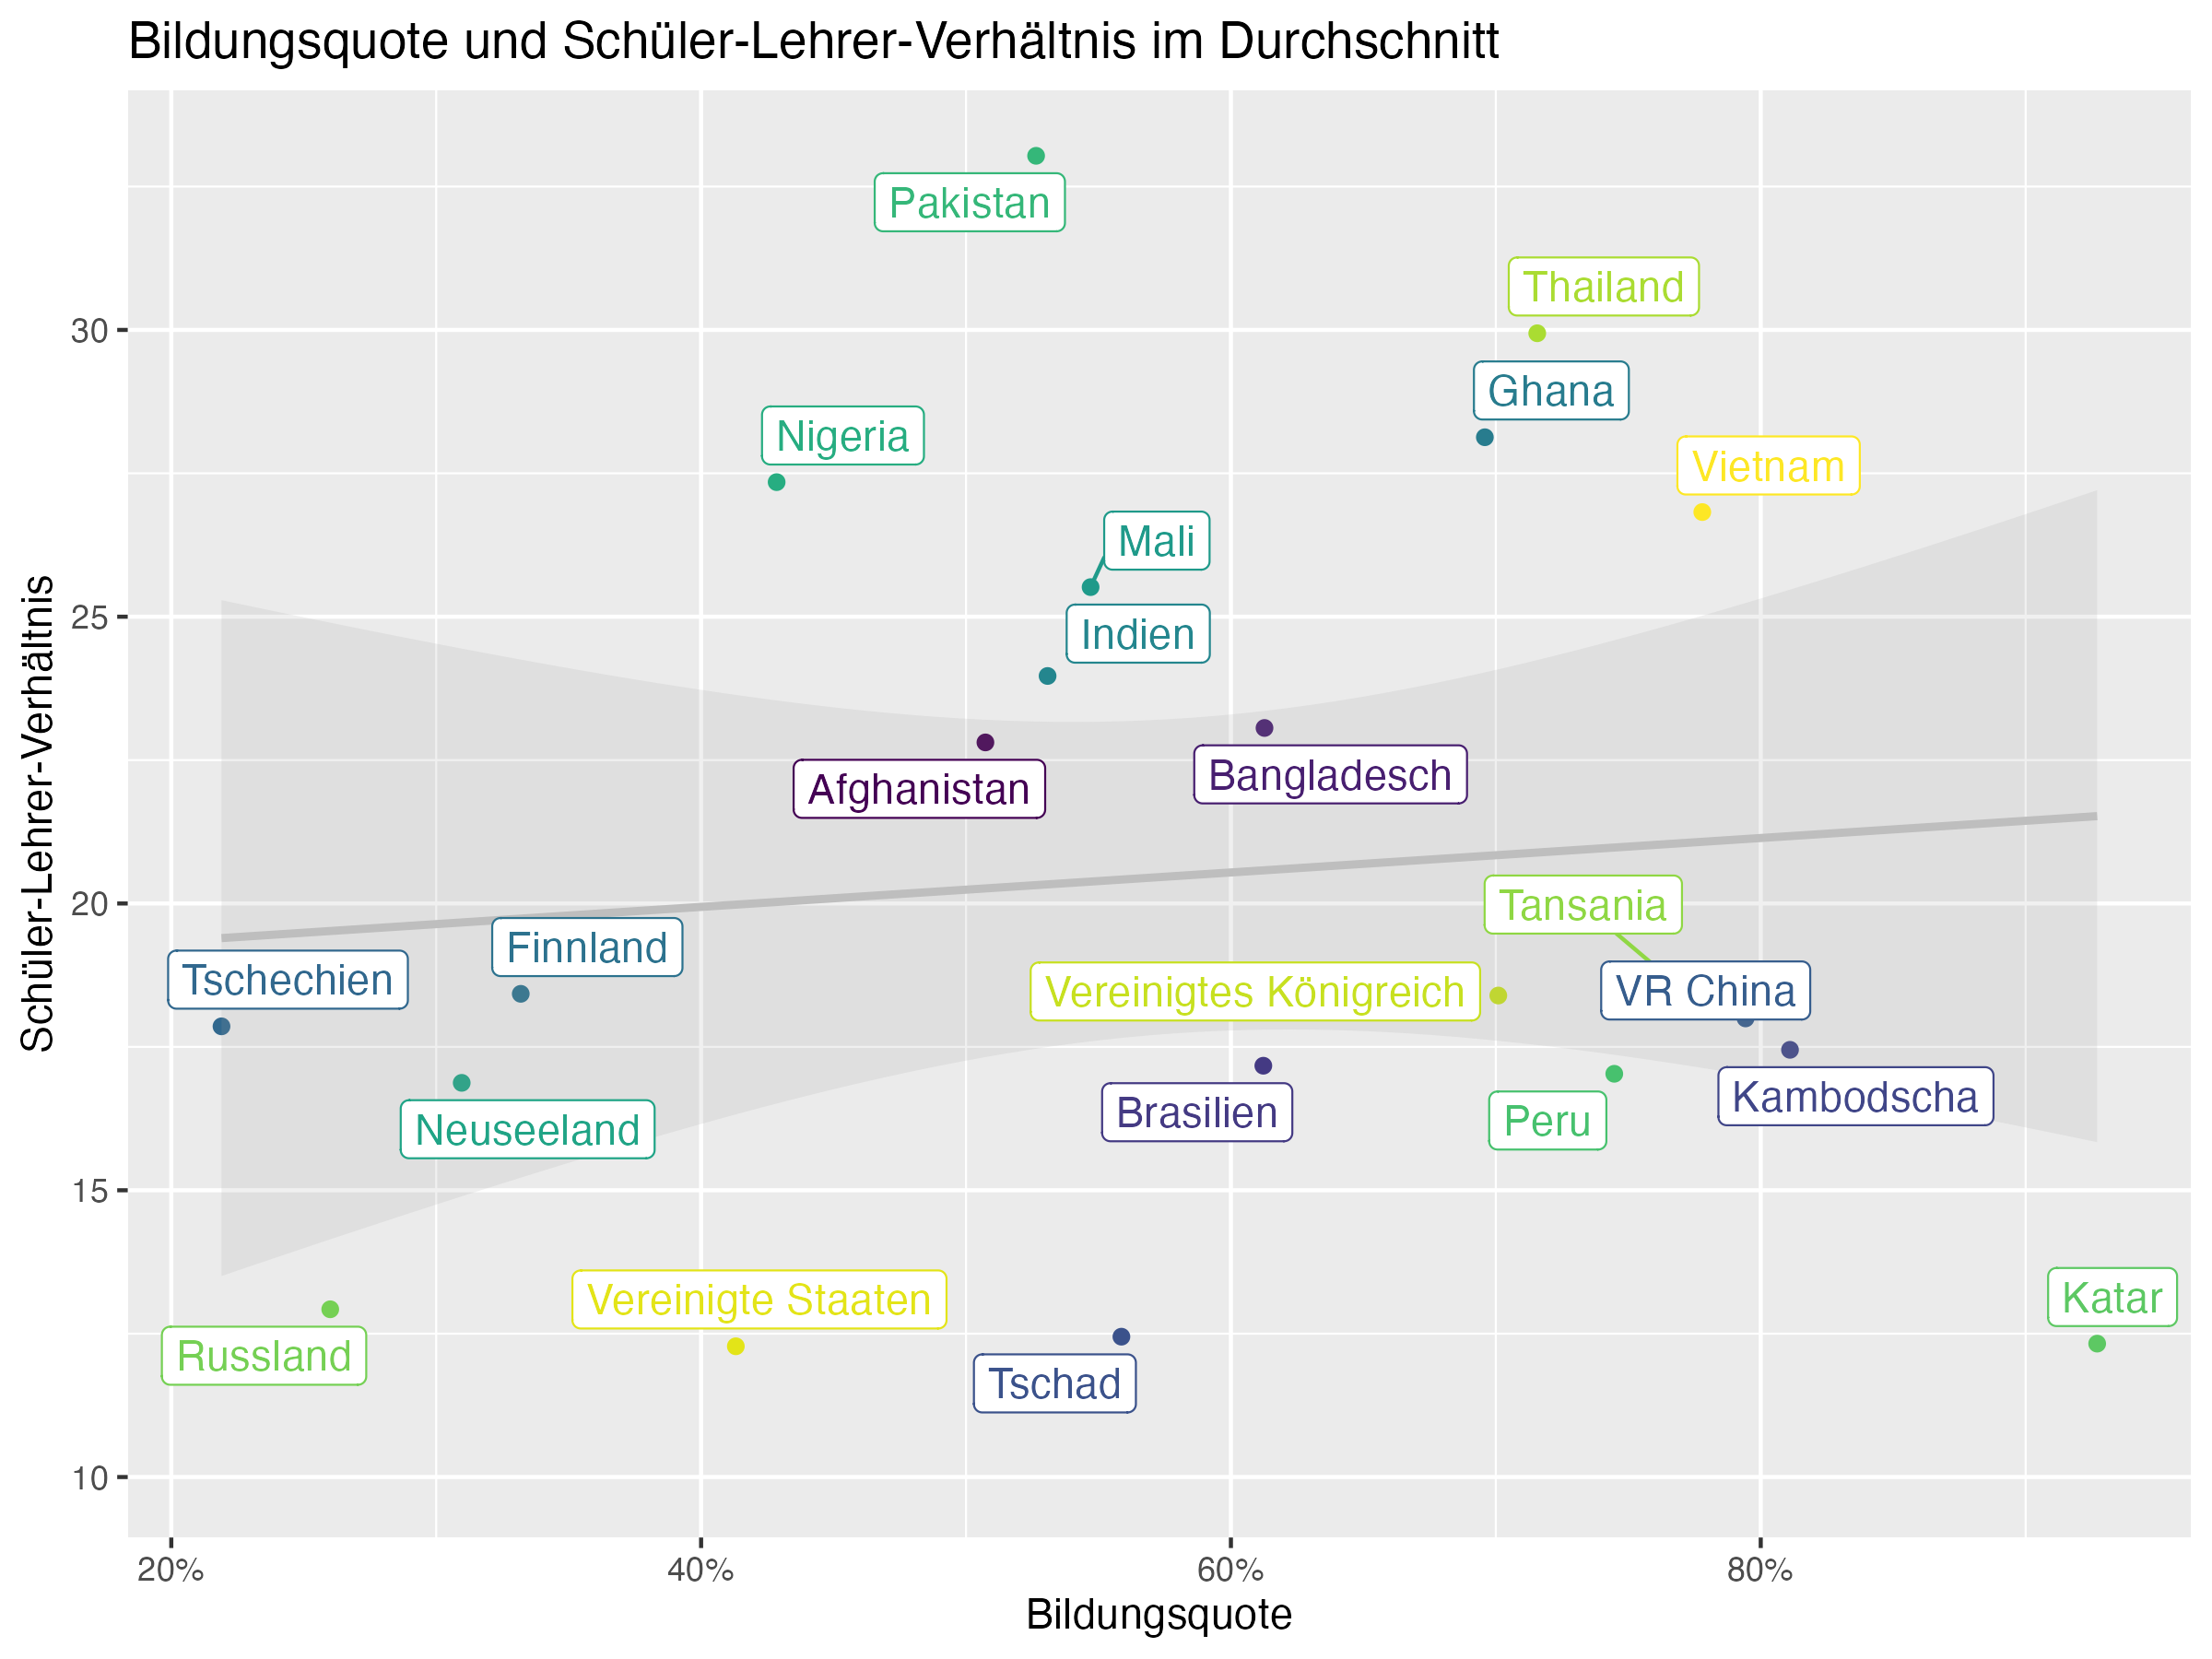 Bildungsquote und Schüler-Lehrer-Verhältnis im Durchschnitt
Schüler-Lehrer-Verhältnis
30
25
20
15
10
Pakistan
Thailand
Ghana
Nigeria
Vietnam
Mali
Indien
Bangladesch
Afghanistan
Tansania
Finnland
Tschechien
Vereinigtes Königreich
VR China
Kambodscha
Brasilien
Peru
Neuseeland
Vereinigte Staaten
Katar
Russland
Tschad
20%
40%
60%
80%
Bildungsquote